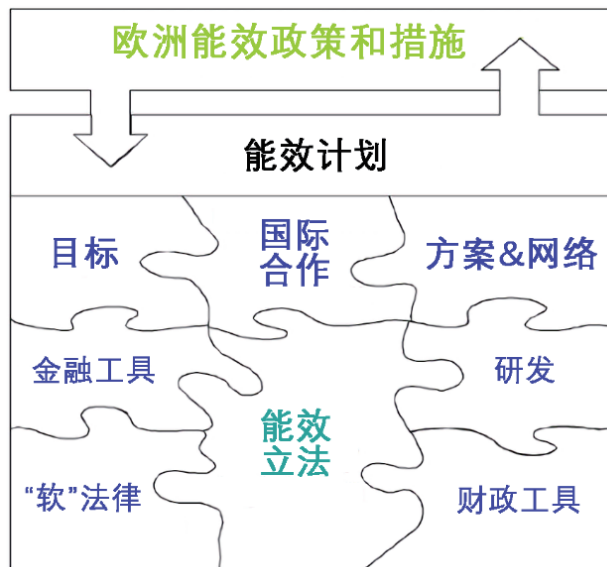 欧洲能效政策和措施
能效计划
目标
国际
合作
方案&网络
金融工具
研发
能效
立法
“软”法律
财政工具